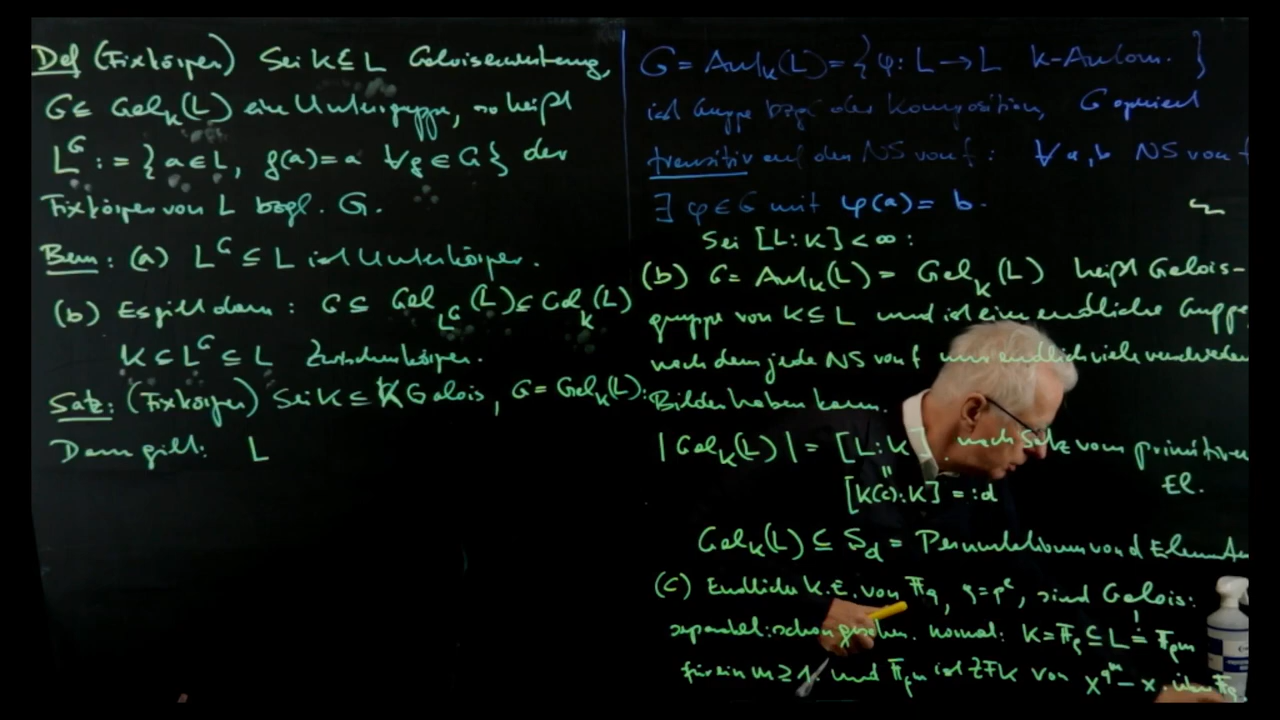 Def (Fixkörper) Sei K ⊆ L Galoiserweiterung,
G ⊆ Gal_K(L) eine Untergruppe, so heißt
L^G := { a ∈ L, g(a) = a ∀ g ∈ G } der
Fixkörper von L bzgl. G.
Bem: (a) L^G ⊆ L ist Unterkörper.
(b) Es gilt dann: G ⊆ Gal_{L^G}(L) ⊆ Gal_K(L)
K ⊆ L^G ⊆ L Zwischenkörper.
Satz: (Fixkörper) Sei K ⊆ Galois, G = Gal_K(L):
Dann gilt: L
G = Aut_K(L) = { φ: L → L K-Autom. }
ist Gruppe bzgl der Komposition, G operiert
transitiv auf den NS von f: ∀ a, b NS von f
∃ φ ∈ G mit φ(a) = b.
Sei [L:K] < ∞ :
(b) G = Aut_K(L) = Gal_K(L) heißt Galois-
gruppe von K ⊆ L und ist eine endliche Gruppe,
nach dem jede NS von f nur endlich viele verschieden
Bilder haben kann.
|Gal_K(L)| = [L:K nach Satz vom primitiven
"
El.
[K(c):K] =: d
Gal_K(L) ⊆ S_d = Permutationen von d Elementen
(c) Endliche K.E. von 𝔽_q, q = p^e, sind Galois:
separabel: schon gesehen. normal: K = 𝔽_q ⊆ L = 𝔽_{q^m}
für ein m ≥ 1. und 𝔽_{q^m} ist ZFK von X^{q^m} - X über 𝔽_q.